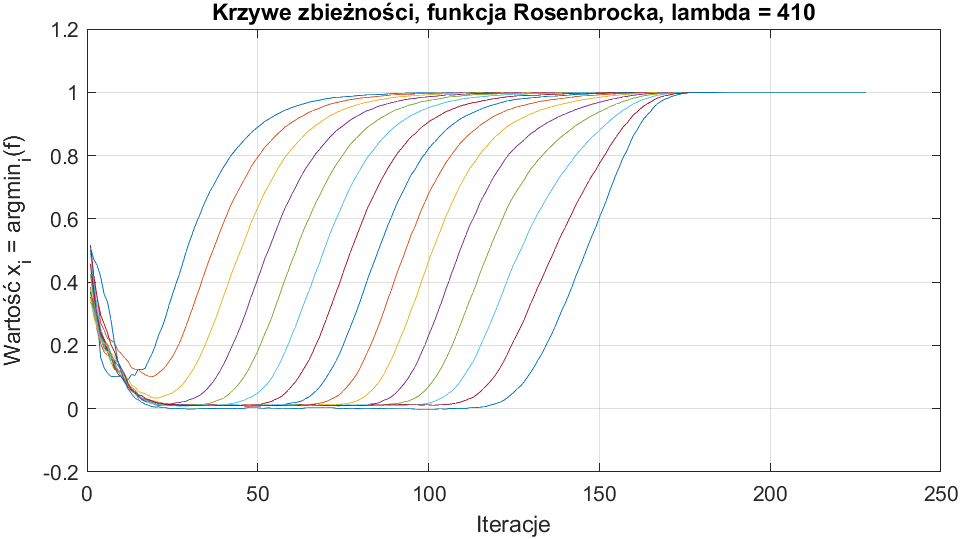 Krzywe zbieżności, funkcja Rosenbrocka, lambda = 410
1.2
1
0.8
0.6
0.4
0.2
0
-0.2
Wartość x_i = argmin_i(f)
0 50 100 150 200 250
Iteracje